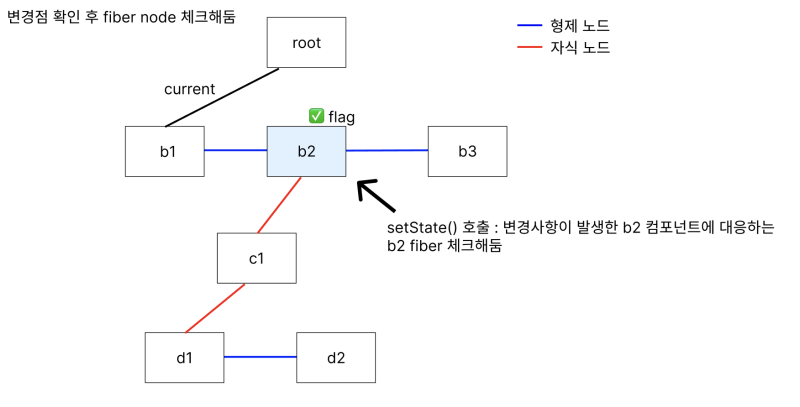 변경점 확인 후 fiber node 체크해둠
형제 노드
자식 노드
root
current
✅ flag
b1
b2
b3
setState() 호출 : 변경사항이 발생한 b2 컴포넌트에 대응하는
b2 fiber 체크해둠
c1
d1
d2